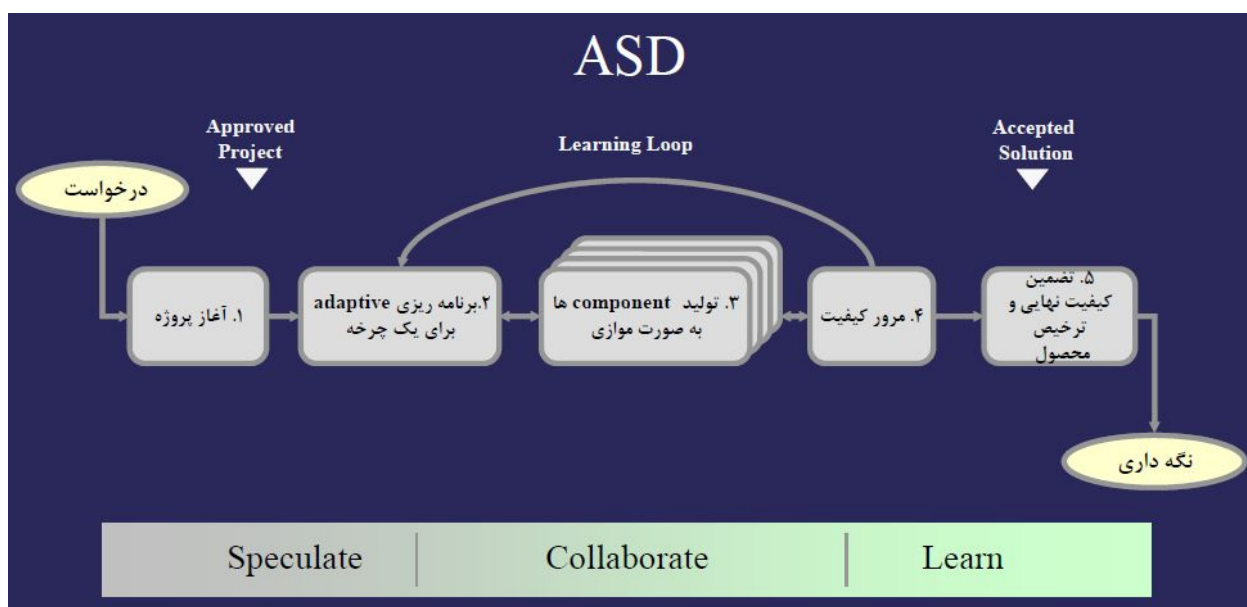 ASD
Approved
Project
Learning Loop
Accepted
Solution
درخواست
۱. آغاز پروژه
۲.برنامه ریزی adaptive
برای یک چرخه
۳. تولید component ها
به صورت موازی
۴. مرور کیفیت
۵. تضمین
کیفیت نهایی و
ترخیص
محصول
نگه داری
Speculate
Collaborate
Learn